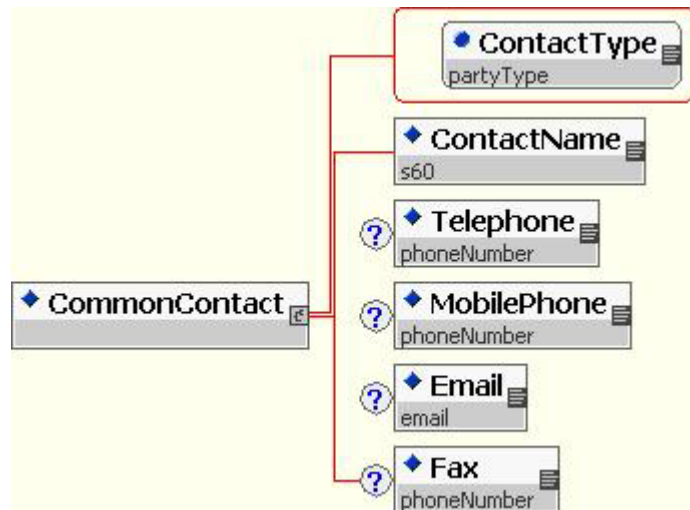 ContactType
partyType
ContactName
s60
? Telephone
phoneNumber
CommonContact
? MobilePhone
phoneNumber
? Email
email
? Fax
phoneNumber